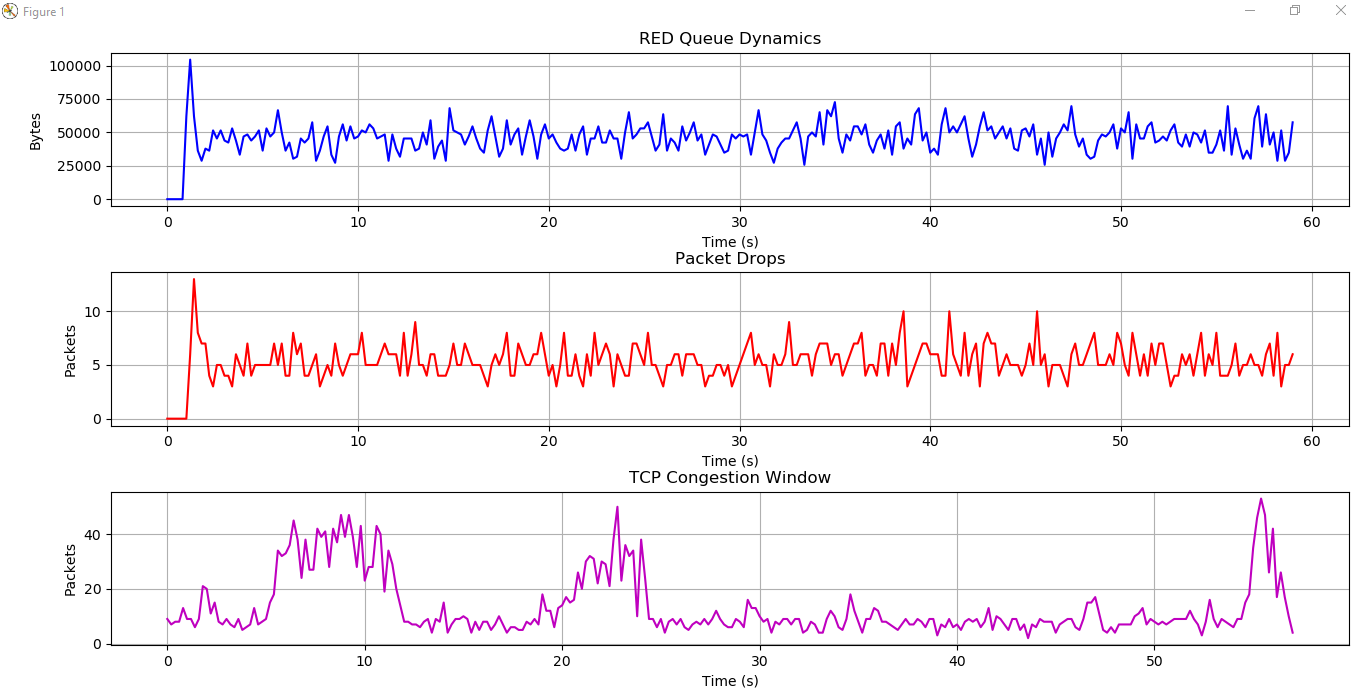 Figure 1
RED Queue Dynamics
100000
75000
50000
25000
0
Bytes
0 10 20 30 40 50 60
Time (s)
Packet Drops
10
5
0
Packets
0 10 20 30 40 50 60
Time (s)
TCP Congestion Window
40
20
0
Packets
0 10 20 30 40 50
Time (s)